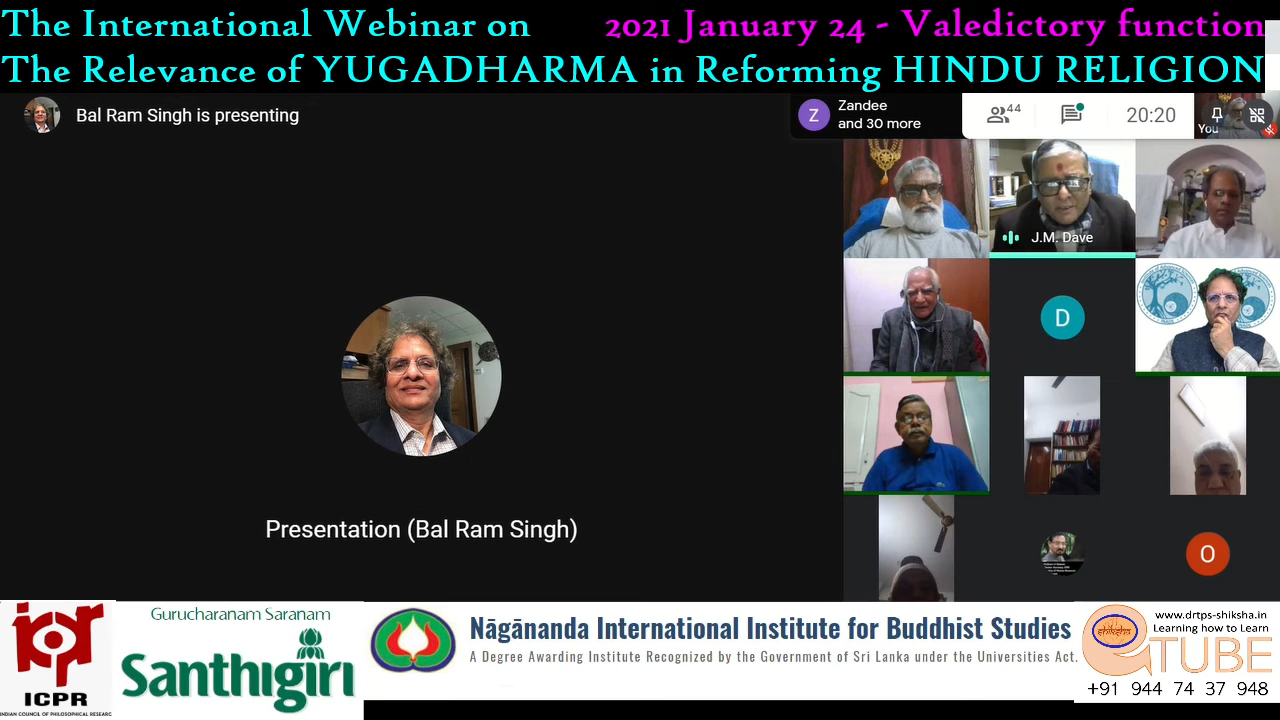 The International Webinar on 2021 January 24 - Valedictory function
The Relevance of YUGADHARMA in Reforming HINDU RELIGION
Bal Ram Singh is presenting
Z
Zandee
and 30 more
44
20:20
You
J.M. Dave
D
Presentation (Bal Ram Singh)
O
ICPR
INDIAN COUNCIL OF PHILOSOPHICAL RESEARC
Gurucharanam Saranam
Santhigiri
Nāgānanda International Institute for Buddhist Studies
A Degree Awarding Institute Recognized by the Government of Sri Lanka under the Universities Act.
www.drtps-shiksha.in
Learning how to Learn
shiksha
TUBE
+91 944 74 37 948